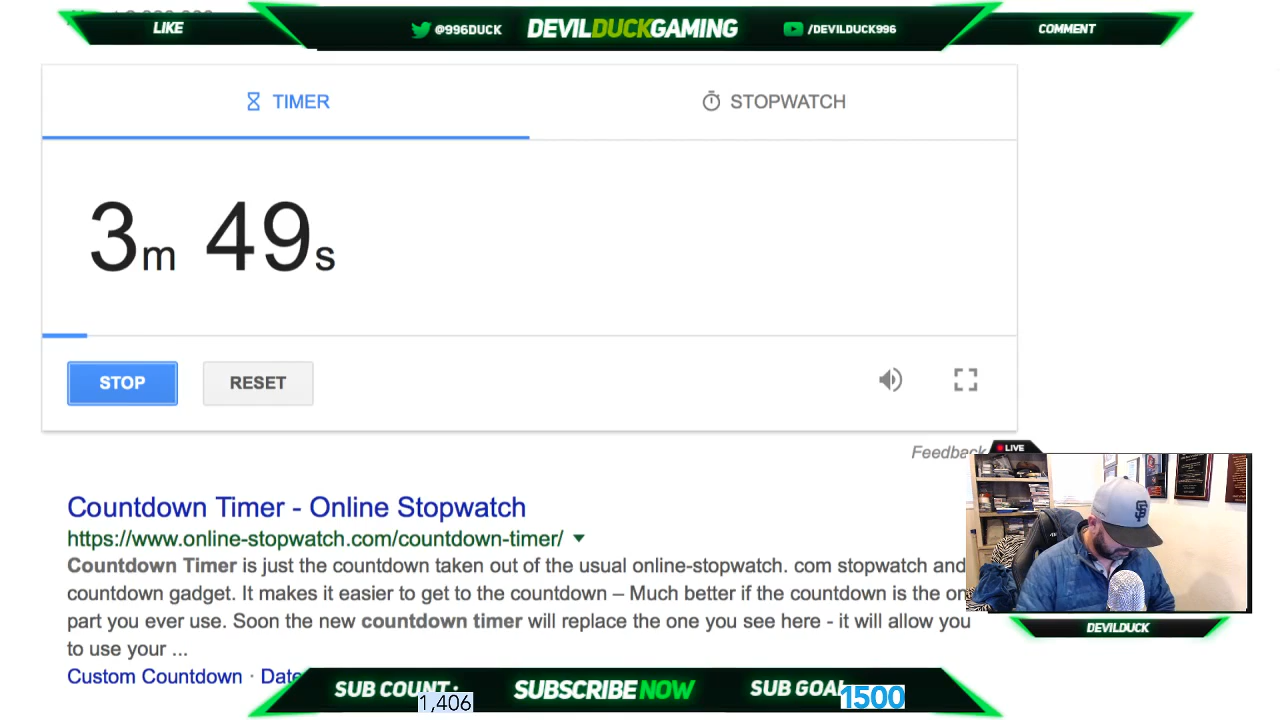 LIKE
@996DUCK
DEVILDUCKGAMING
/DEVILDUCK996
COMMENT
TIMER
STOPWATCH
3m 49s
STOP
RESET
Feedback
LIVE
Countdown Timer - Online Stopwatch
https://www.online-stopwatch.com/countdown-timer/
Countdown Timer is just the countdown taken out of the usual online-stopwatch. com stopwatch and
countdown gadget. It makes it easier to get to the countdown – Much better if the countdown is the
part you ever use. Soon the new countdown timer will replace the one you see here - it will allow you
to use your ...
Custom Countdown · Date
SF
DEVILDUCK
SUB COUNT:
1,406
SUBSCRIBE NOW
SUB GOAL
1500